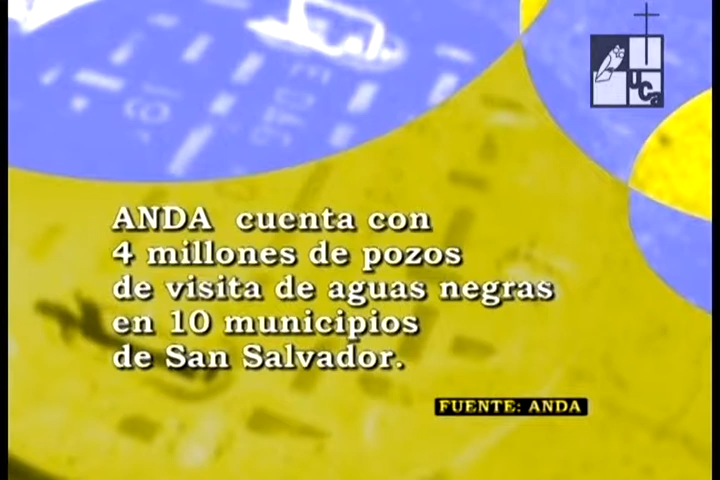 uca
ANDA cuenta con
4 millones de pozos
de visita de aguas negras
en 10 municipios
de San Salvador.
FUENTE: ANDA